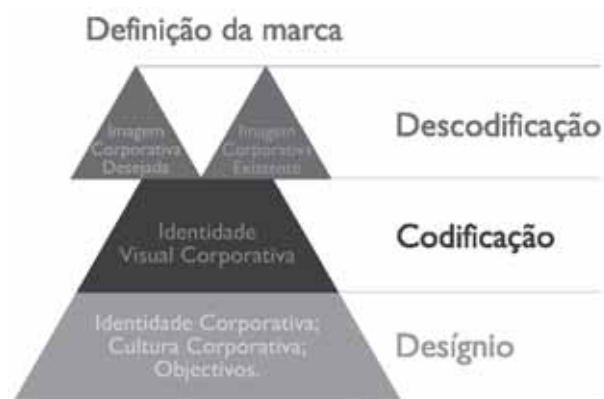 Definição da marca
Imagem
Corporativa
Desejada
Imagem
Corporativa
Existente
Descodificação
Identidade
Visual Corporativa
Codificação
Identidade Corporativa;
Cultura Corporativa;
Objectivos.
Desígnio